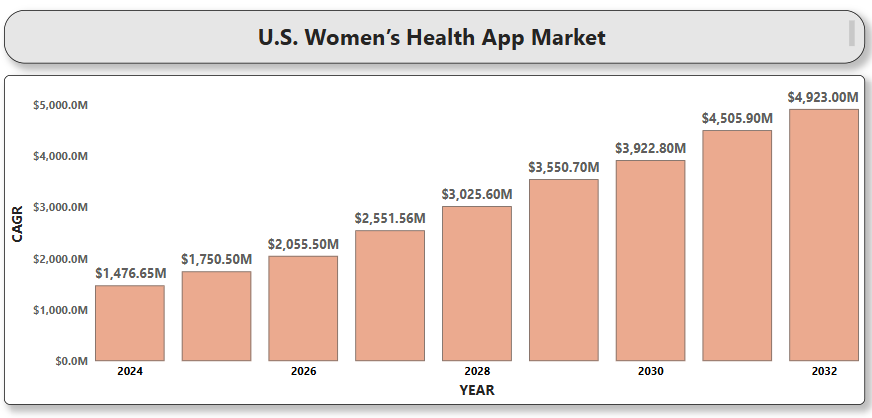 U.S. Women’s Health App Market
$5,000.0M
$4,000.0M
$3,000.0M
$2,000.0M
$1,000.0M
$0.0M
CAGR
$1,476.65M
$1,750.50M
$2,055.50M
$2,551.56M
$3,025.60M
$3,550.70M
$3,922.80M
$4,505.90M
$4,923.00M
2024
2026
2028
2030
2032
YEAR